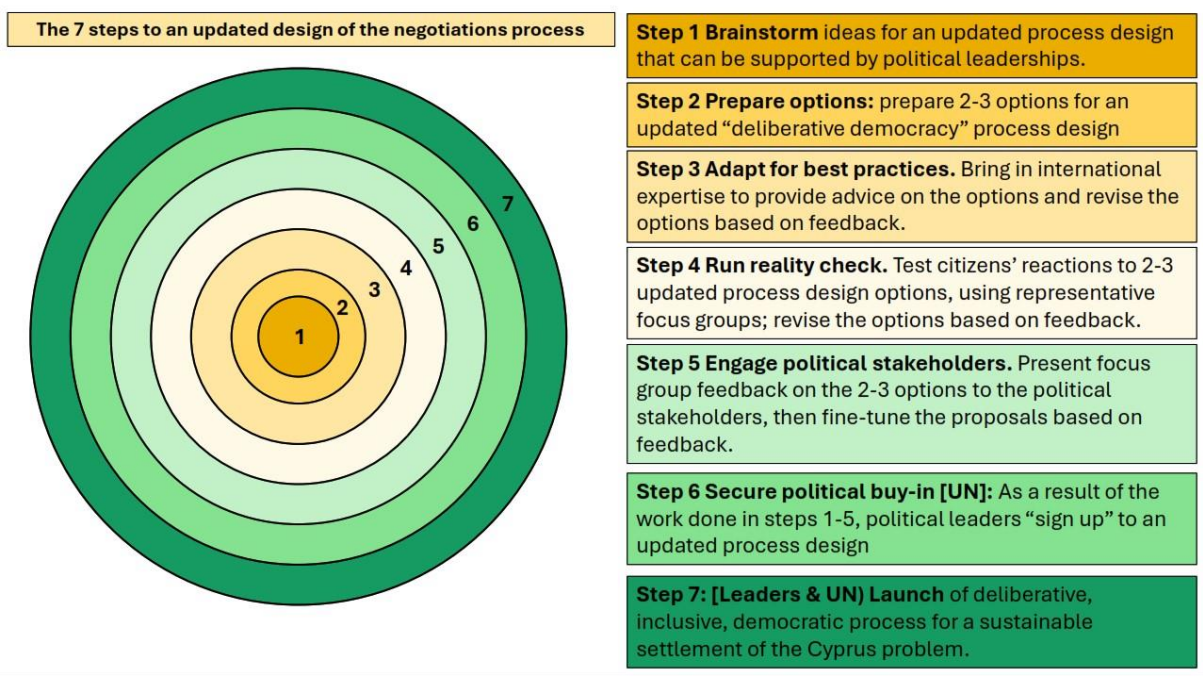 The 7 steps to an updated design of the negotiations process
1
2
3
4
5
6
7
Step 1 Brainstorm ideas for an updated process design
that can be supported by political leaderships.
Step 2 Prepare options: prepare 2-3 options for an
updated “deliberative democracy” process design
Step 3 Adapt for best practices. Bring in international
expertise to provide advice on the options and revise the
options based on feedback.
Step 4 Run reality check. Test citizens’ reactions to 2-3
updated process design options, using representative
focus groups; revise the options based on feedback.
Step 5 Engage political stakeholders. Present focus
group feedback on the 2-3 options to the political
stakeholders, then fine-tune the proposals based on
feedback.
Step 6 Secure political buy-in [UN]: As a result of the
work done in steps 1-5, political leaders “sign up” to an
updated process design
Step 7: [Leaders & UN) Launch of deliberative,
inclusive, democratic process for a sustainable
settlement of the Cyprus problem.